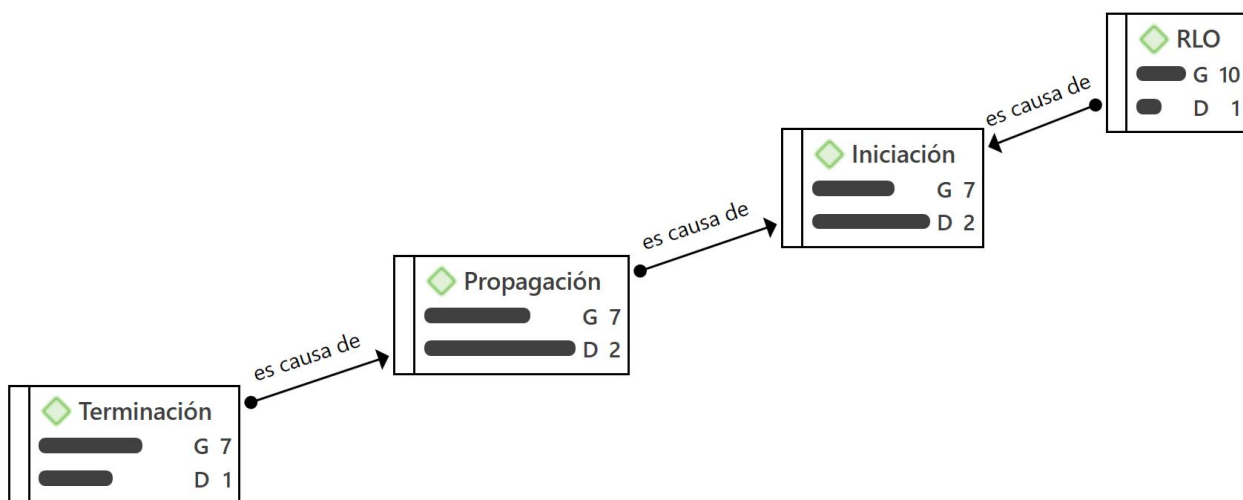 RLO
G 10
D 1
es causa de
Iniciación
G 7
D 2
es causa de
Propagación
G 7
D 2
es causa de
Terminación
G 7
D 1